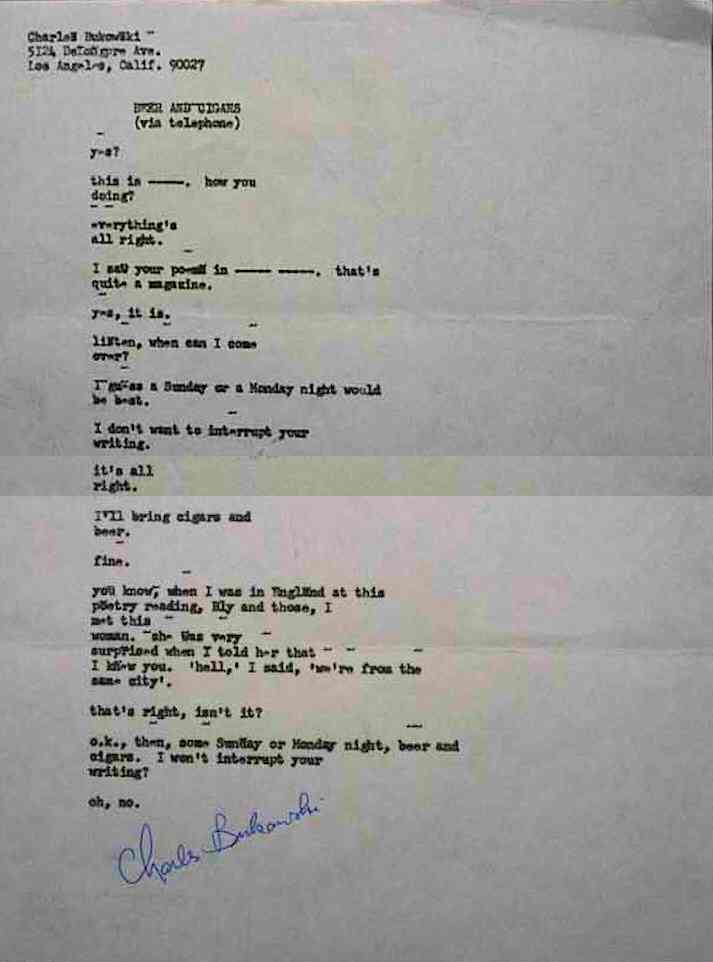 Charles Bukowski
5124 DeLongpre Ave.
Los Angeles, Calif. 90027
BEER AND CIGARS
(via telephone)
yes?
this is ----. how you
doing?
everything's
all right.
I saw your poems in ---- ----. that's
quite a magazine.
yes, it is.
listen, when can I come
over?
I guess a Sunday or a Monday night would
be best.
I don't want to interrupt your
writing.
it's all
right.
I'll bring cigars and
beer.
fine.
you know, when I was in England at this
poetry reading, Bly and those, I
met this
woman. she was very
surprised when I told her that
I knew you. 'hell,' I said, 'we're from the
same city'.
that's right, isn't it?
o.k., then, some Sunday or Monday night, beer and
cigars. I won't interrupt your
writing?
oh, no.
Charles Bukowski